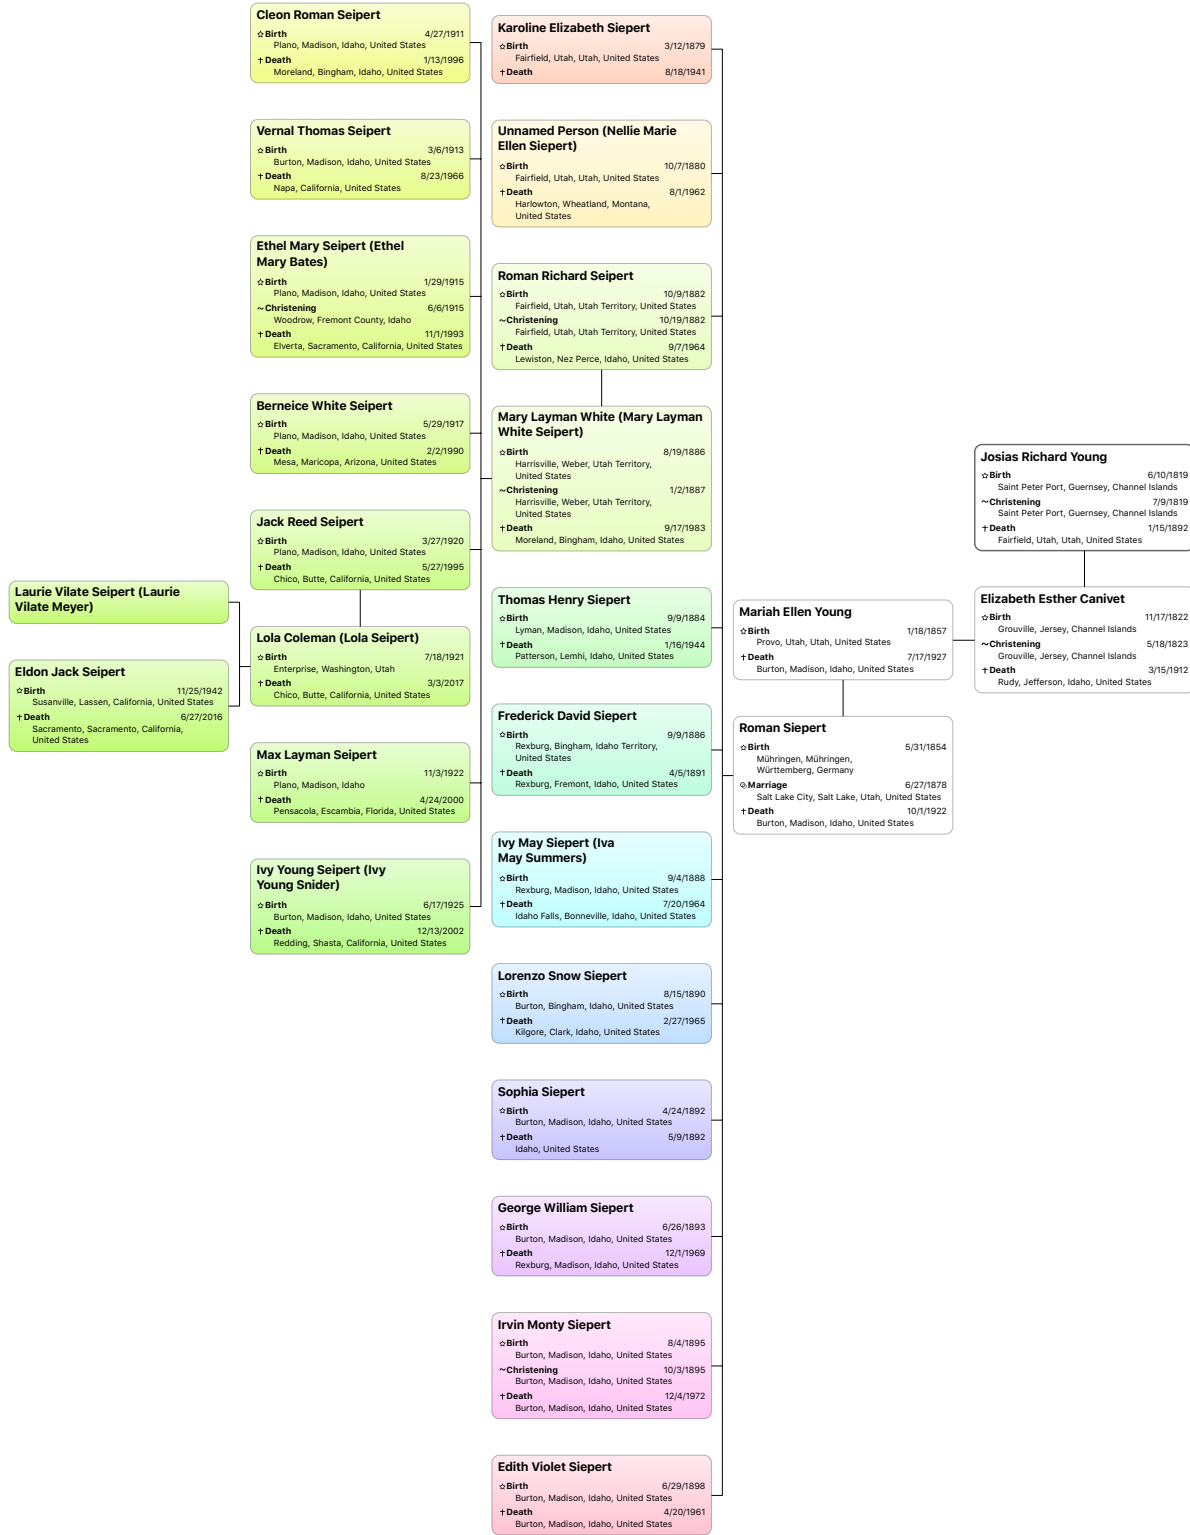 Cleon Roman Seipert
☆Birth 4/27/1911
Plano, Madison, Idaho, United States
†Death 1/13/1996
Moreland, Bingham, Idaho, United States
Vernal Thomas Seipert
☆Birth 3/6/1913
Burton, Madison, Idaho, United States
†Death 8/23/1966
Napa, California, United States
Ethel Mary Seipert (Ethel
Mary Bates)
☆Birth 1/29/1915
Plano, Madison, Idaho, United States
~Christening 6/6/1915
Woodrow, Fremont County, Idaho
†Death 11/1/1993
Elverta, Sacramento, California, United States
Berneice White Seipert
☆Birth 5/29/1917
Plano, Madison, Idaho, United States
†Death 2/2/1990
Mesa, Maricopa, Arizona, United States
Jack Reed Seipert
☆Birth 3/27/1920
Plano, Madison, Idaho, United States
†Death 5/27/1995
Chico, Butte, California, United States
Laurie Vilate Seipert (Laurie
Vilate Meyer)
Eldon Jack Seipert
☆Birth 11/25/1942
Susanville, Lassen, California, United States
†Death 6/27/2016
Sacramento, Sacramento, California,
United States
Lola Coleman (Lola Seipert)
☆Birth 7/18/1921
Enterprise, Washington, Utah
†Death 3/3/2017
Chico, Butte, California, United States
Max Layman Seipert
☆Birth 11/3/1922
Plano, Madison, Idaho
†Death 4/24/2000
Pensacola, Escambia, Florida, United States
Ivy Young Seipert (Ivy
Young Snider)
☆Birth 6/17/1925
Burton, Madison, Idaho, United States
†Death 12/13/2002
Redding, Shasta, California, United States
Karoline Elizabeth Siepert
☆Birth 3/12/1879
Fairfield, Utah, Utah, United States
†Death 8/18/1941
Unnamed Person (Nellie Marie
Ellen Siepert)
☆Birth 10/7/1880
Fairfield, Utah, Utah, United States
†Death 8/1/1962
Harlowton, Wheatland, Montana,
United States
Roman Richard Seipert
☆Birth 10/9/1882
Fairfield, Utah, Utah Territory, United States
~Christening 10/19/1882
Fairfield, Utah, Utah Territory, United States
†Death 9/7/1964
Lewiston, Nez Perce, Idaho, United States
Mary Layman White (Mary Layman
White Seipert)
☆Birth 8/19/1886
Harrisville, Weber, Utah Territory,
United States
~Christening 1/2/1887
Harrisville, Weber, Utah Territory,
United States
†Death 9/17/1983
Moreland, Bingham, Idaho, United States
Thomas Henry Siepert
☆Birth 9/9/1884
Lyman, Madison, Idaho, United States
†Death 1/16/1944
Patterson, Lemhi, Idaho, United States
Frederick David Siepert
☆Birth 9/9/1886
Rexburg, Bingham, Idaho Territory,
United States
†Death 4/5/1891
Rexburg, Fremont, Idaho, United States
Ivy May Siepert (Iva
May Summers)
☆Birth 9/4/1888
Rexburg, Madison, Idaho, United States
†Death 7/20/1964
Idaho Falls, Bonneville, Idaho, United States
Lorenzo Snow Siepert
☆Birth 8/15/1890
Burton, Bingham, Idaho, United States
†Death 2/27/1965
Kilgore, Clark, Idaho, United States
Sophia Siepert
☆Birth 4/24/1892
Burton, Madison, Idaho, United States
†Death 5/9/1892
Idaho, United States
George William Siepert
☆Birth 6/26/1893
Burton, Madison, Idaho, United States
†Death 12/1/1969
Rexburg, Madison, Idaho, United States
Irvin Monty Siepert
☆Birth 8/4/1895
Burton, Madison, Idaho, United States
~Christening 10/3/1895
Burton, Madison, Idaho, United States
†Death 12/4/1972
Burton, Madison, Idaho, United States
Edith Violet Siepert
☆Birth 6/29/1898
Burton, Madison, Idaho, United States
†Death 4/20/1961
Burton, Madison, Idaho, United States
Mariah Ellen Young
☆Birth 1/18/1857
Provo, Utah, Utah, United States
†Death 7/17/1927
Burton, Madison, Idaho, United States
Roman Siepert
☆Birth 5/31/1854
Mühringen, Mühringen,
Württemberg, Germany
⚭Marriage 6/27/1878
Salt Lake City, Salt Lake, Utah, United States
†Death 10/1/1922
Burton, Madison, Idaho, United States
Josias Richard Young
☆Birth 6/10/1819
Saint Peter Port, Guernsey, Channel Islands
~Christening 7/9/1819
Saint Peter Port, Guernsey, Channel Islands
†Death 1/15/1892
Fairfield, Utah, Utah, United States
Elizabeth Esther Canivet
☆Birth 11/17/1822
Grouville, Jersey, Channel Islands
~Christening 5/18/1823
Grouville, Jersey, Channel Islands
†Death 3/15/1912
Rudy, Jefferson, Idaho, United States